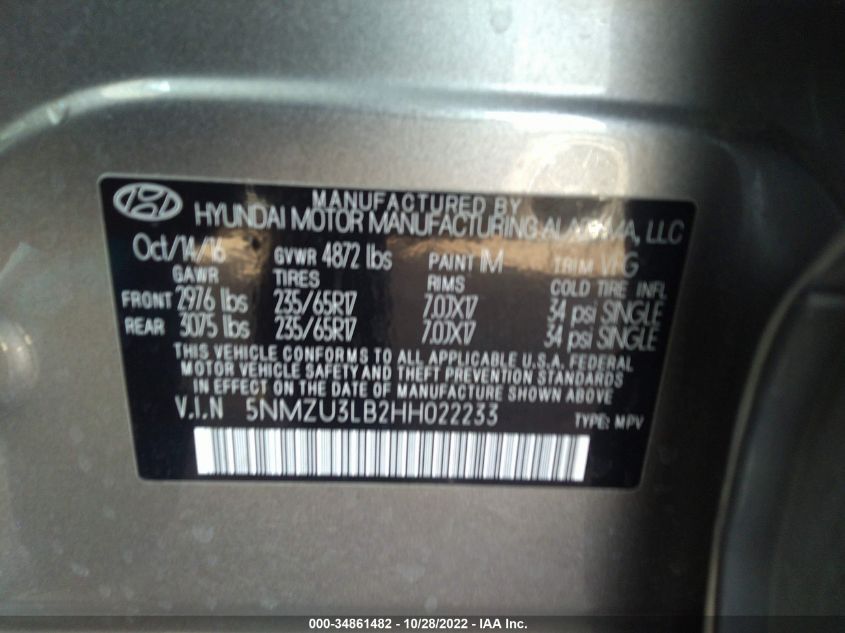 MANUFACTURED BY
HYUNDAI MOTOR MANUFACTURING ALABAMA, LLC
Oct/14/16 GVWR 4872 lbs PAINT IM TRIM VFG
GAWR TIRES RIMS COLD TIRE INFL
FRONT 2976 lbs 235/65R17 7.0JX17 34 psi SINGLE
REAR 3075 lbs 235/65R17 7.0JX17 34 psi SINGLE
THIS VEHICLE CONFORMS TO ALL APPLICABLE U.S.A. FEDERAL
MOTOR VEHICLE SAFETY AND THEFT PREVENTION STANDARDS
IN EFFECT ON THE DATE OF MANUFACTURE SHOWN ABOVE
V.I.N 5NMZU3LB2HH022233 TYPE: MPV
000-34861482 - 10/28/2022 - IAA Inc.